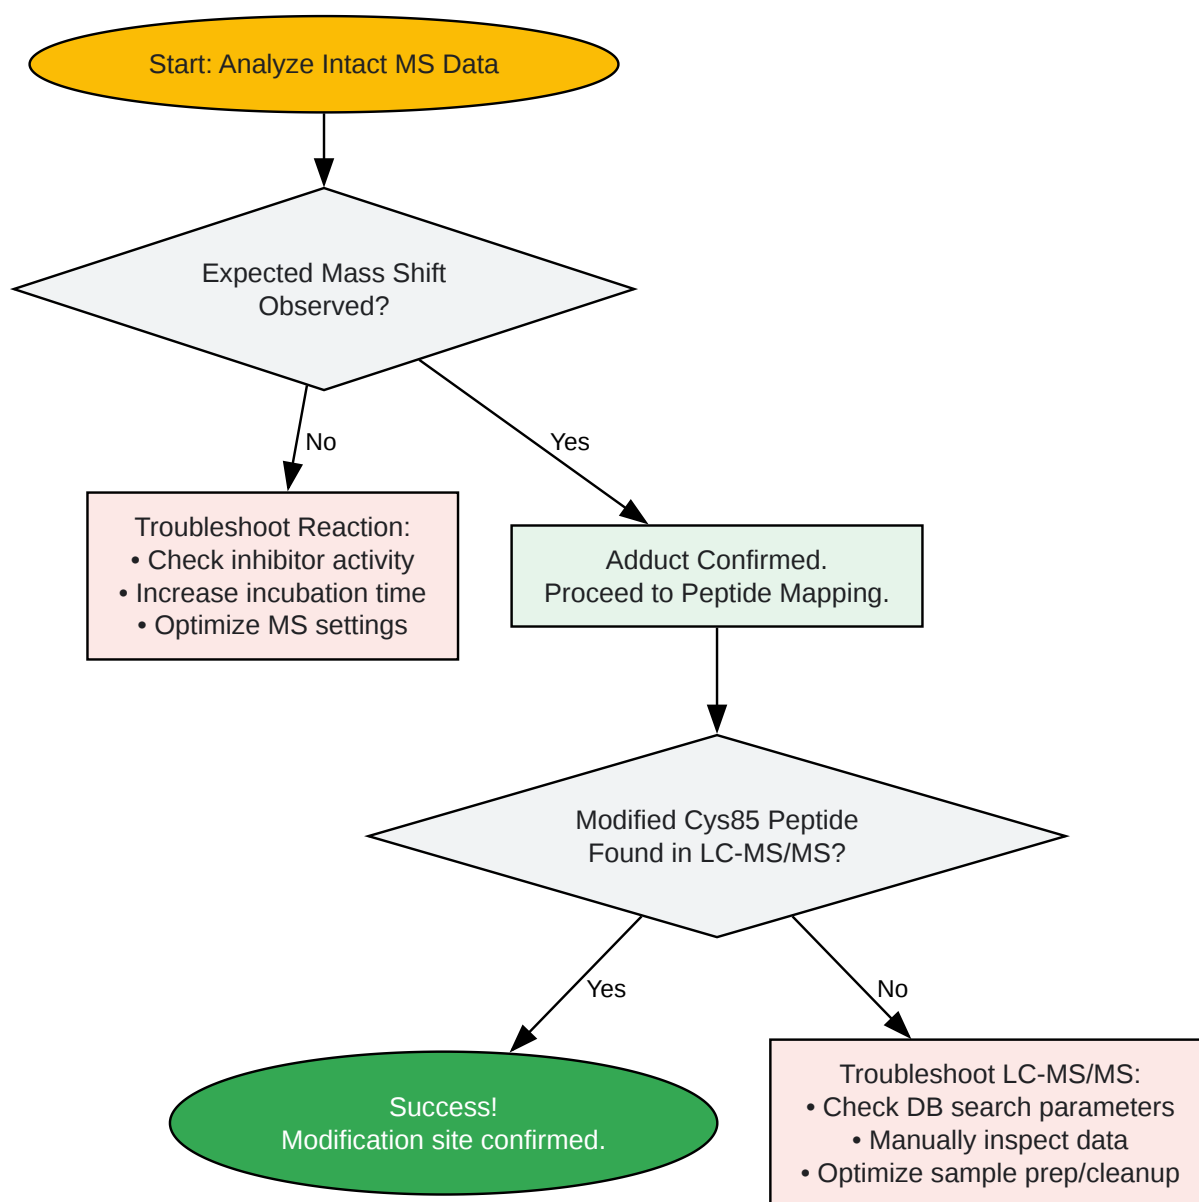 Start: Analyze Intact MS Data
Expected Mass Shift
Observed?
No
Yes
Troubleshoot Reaction:
• Check inhibitor activity
• Increase incubation time
• Optimize MS settings
Adduct Confirmed.
Proceed to Peptide Mapping.
Modified Cys85 Peptide
Found in LC-MS/MS?
Yes
No
Success!
Modification site confirmed.
Troubleshoot LC-MS/MS:
• Check DB search parameters
• Manually inspect data
• Optimize sample prep/cleanup